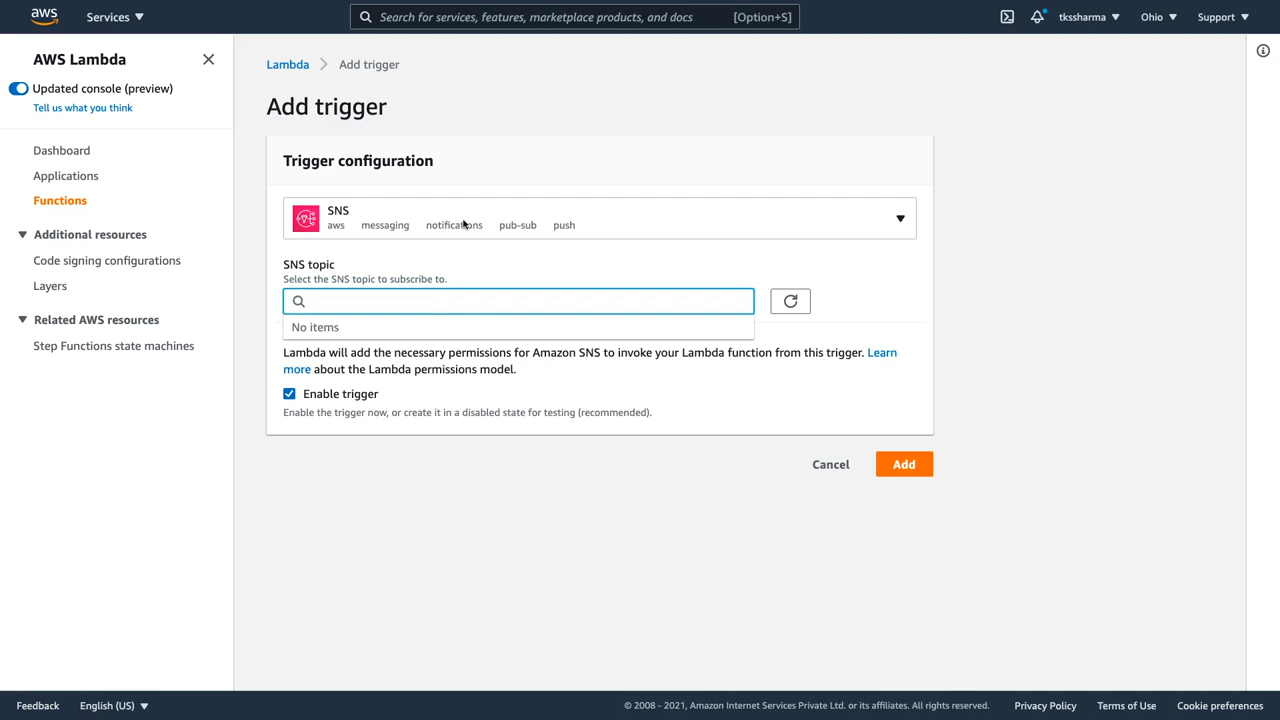 aws Services Search for services, features, marketplace products, and docs [Option+S] tkssharma Ohio Support
AWS Lambda
Updated console (preview)
Tell us what you think
Dashboard
Applications
Functions
Additional resources
Code signing configurations
Layers
Related AWS resources
Step Functions state machines
Lambda Add trigger
Add trigger
Trigger configuration
SNS
aws messaging notifications pub-sub push
SNS topic
Select the SNS topic to subscribe to.
No items
Lambda will add the necessary permissions for Amazon SNS to invoke your Lambda function from this trigger. Learn
more about the Lambda permissions model.
Enable trigger
Enable the trigger now, or create it in a disabled state for testing (recommended).
Cancel Add
Feedback English (US) © 2008 - 2021, Amazon Internet Services Private Ltd. or its affiliates. All rights reserved. Privacy Policy Terms of Use Cookie preferences